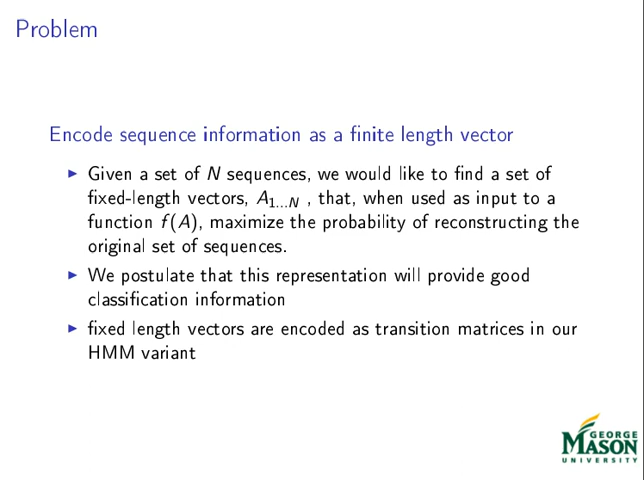 Problem
Encode sequence information as a finite length vector
▶ Given a set of N sequences, we would like to find a set of
fixed-length vectors, A₁...N , that, when used as input to a
function f(A), maximize the probability of reconstructing the
original set of sequences.
▶ We postulate that this representation will provide good
classification information
▶ fixed length vectors are encoded as transition matrices in our
HMM variant
GEORGE
MASON
UNIVERSITY